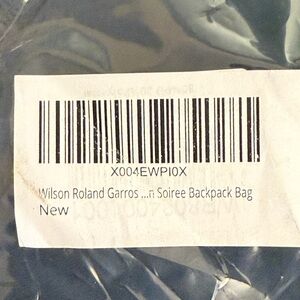 X004EWPI0X
Wilson Roland Garros ...n Soiree Backpack Bag
New